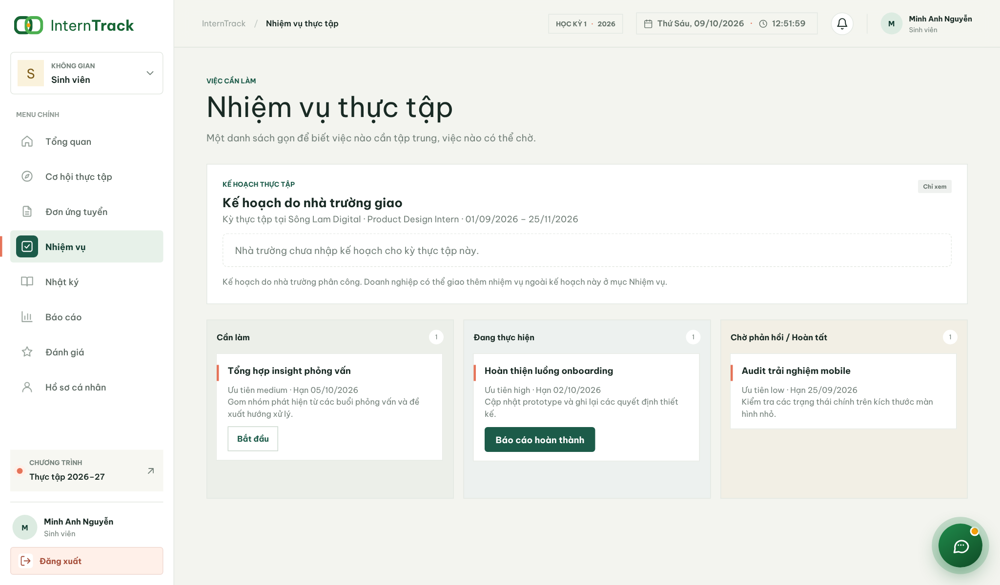 InternTrack
KHÔNG GIAN
S
Sinh viên
MENU CHÍNH
Tổng quan
Cơ hội thực tập
Đơn ứng tuyển
Nhiệm vụ
Nhật ký
Báo cáo
Đánh giá
Hồ sơ cá nhân
CHƯƠNG TRÌNH
Thực tập 2026–27
M
Minh Anh Nguyễn
Sinh viên
Đăng xuất
InternTrack / Nhiệm vụ thực tập
HỌC KỲ 1 · 2026
Thứ Sáu, 09/10/2026 · 12:51:59
M
Minh Anh Nguyễn
Sinh viên
VIỆC CẦN LÀM
Nhiệm vụ thực tập
Một danh sách gọn để biết việc nào cần tập trung, việc nào có thể chờ.
KẾ HOẠCH THỰC TẬP
Chỉ xem
Kế hoạch do nhà trường giao
Kỳ thực tập tại Sông Lam Digital · Product Design Intern · 01/09/2026 – 25/11/2026
Nhà trường chưa nhập kế hoạch cho kỳ thực tập này.
Kế hoạch do nhà trường phân công. Doanh nghiệp có thể giao thêm nhiệm vụ ngoài kế hoạch này ở mục Nhiệm vụ.
Cần làm
1
Tổng hợp insight phỏng vấn
Ưu tiên medium · Hạn 05/10/2026
Gom nhóm phát hiện từ các buổi phỏng vấn và đề
xuất hướng xử lý.
Bắt đầu
Đang thực hiện
1
Hoàn thiện luồng onboarding
Ưu tiên high · Hạn 02/10/2026
Cập nhật prototype và ghi lại các quyết định thiết
kế.
Báo cáo hoàn thành
Chờ phản hồi / Hoàn tất
1
Audit trải nghiệm mobile
Ưu tiên low · Hạn 25/09/2026
Kiểm tra các trạng thái chính trên kích thước màn
hình nhỏ.